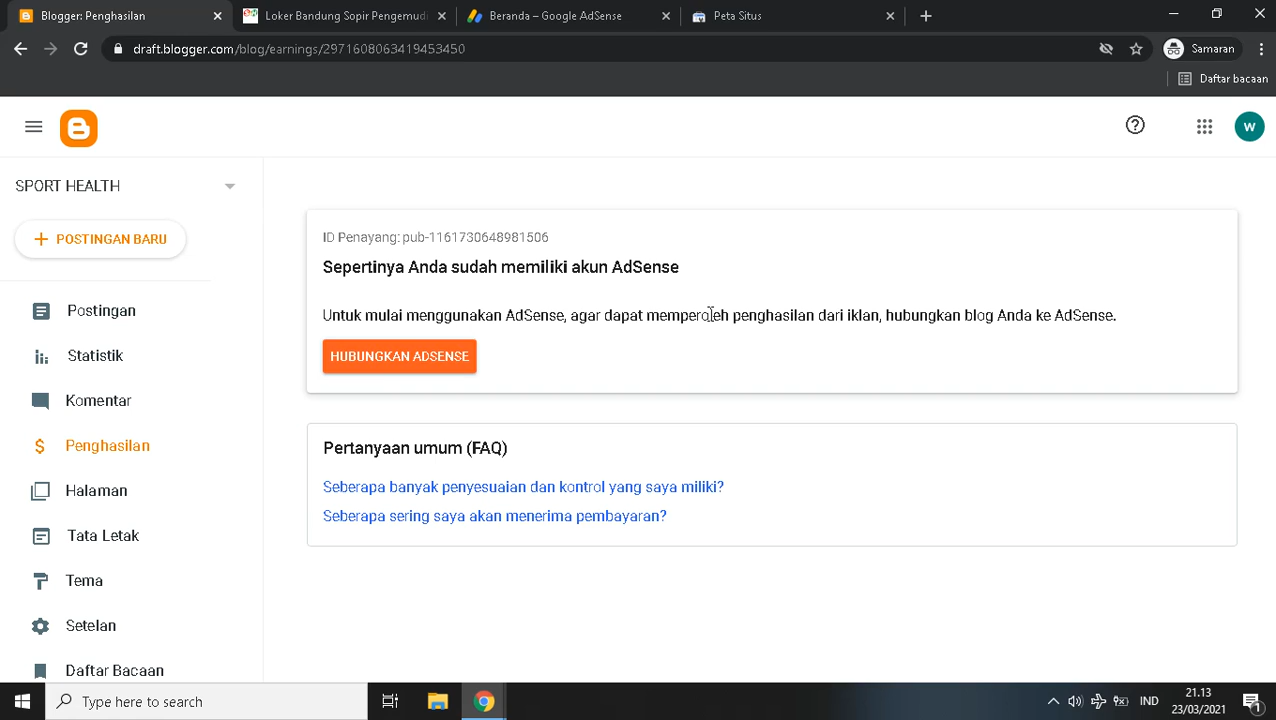 Blogger: Penghasilan
Loker Bandung Sopir Pengemudi
Beranda – Google AdSense
Peta Situs
draft.blogger.com/blog/earnings/2971608063419453450
Samaran
Daftar bacaan
W
SPORT HEALTH
POSTINGAN BARU
Postingan
Statistik
Komentar
Penghasilan
Halaman
Tata Letak
Tema
Setelan
Daftar Bacaan
ID Penayang: pub-1161730648981506
Sepertinya Anda sudah memiliki akun AdSense
Untuk mulai menggunakan AdSense, agar dapat memperoleh penghasilan dari iklan, hubungkan blog Anda ke AdSense.
HUBUNGKAN ADSENSE
Pertanyaan umum (FAQ)
Seberapa banyak penyesuaian dan kontrol yang saya miliki?
Seberapa sering saya akan menerima pembayaran?
Type here to search
IND
21.13
23/03/2021
1